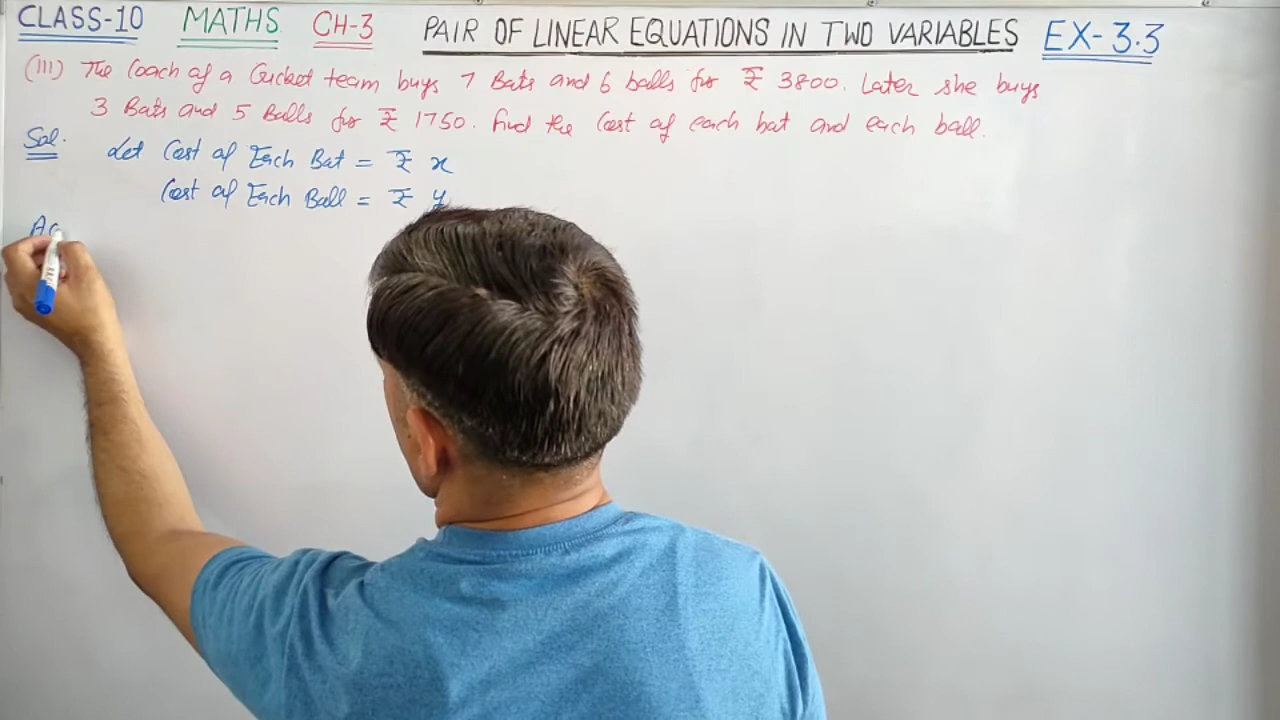 CLASS-10 MATHS CH-3 PAIR OF LINEAR EQUATIONS IN TWO VARIABLES EX-3.3
(III) The Coach of a Cricket team buys 7 Bats and 6 balls for ₹ 3800. Later she buys
3 Bats and 5 Balls for ₹ 1750. Find the Cost of each bat and each ball.
Sol. Let Cost of Each Bat = ₹ x
Cost of Each Ball = ₹ y
Ac